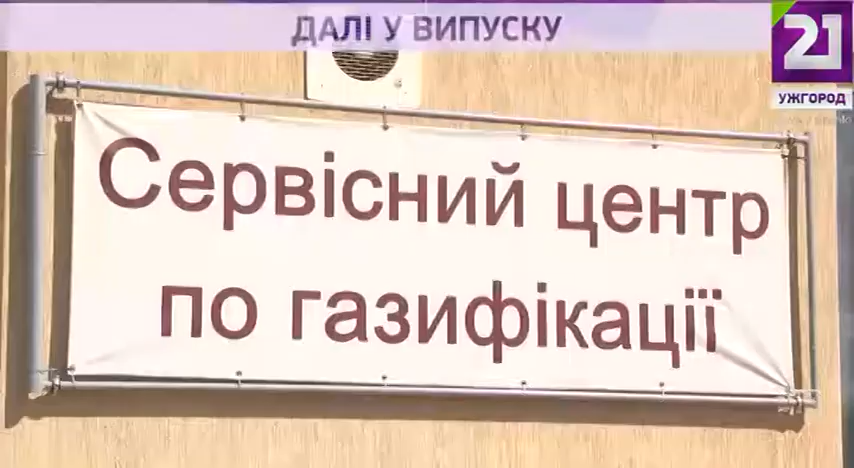 ДАЛІ У ВИПУСКУ
21
УЖГОРОД
Сервісний центр
по газифікації